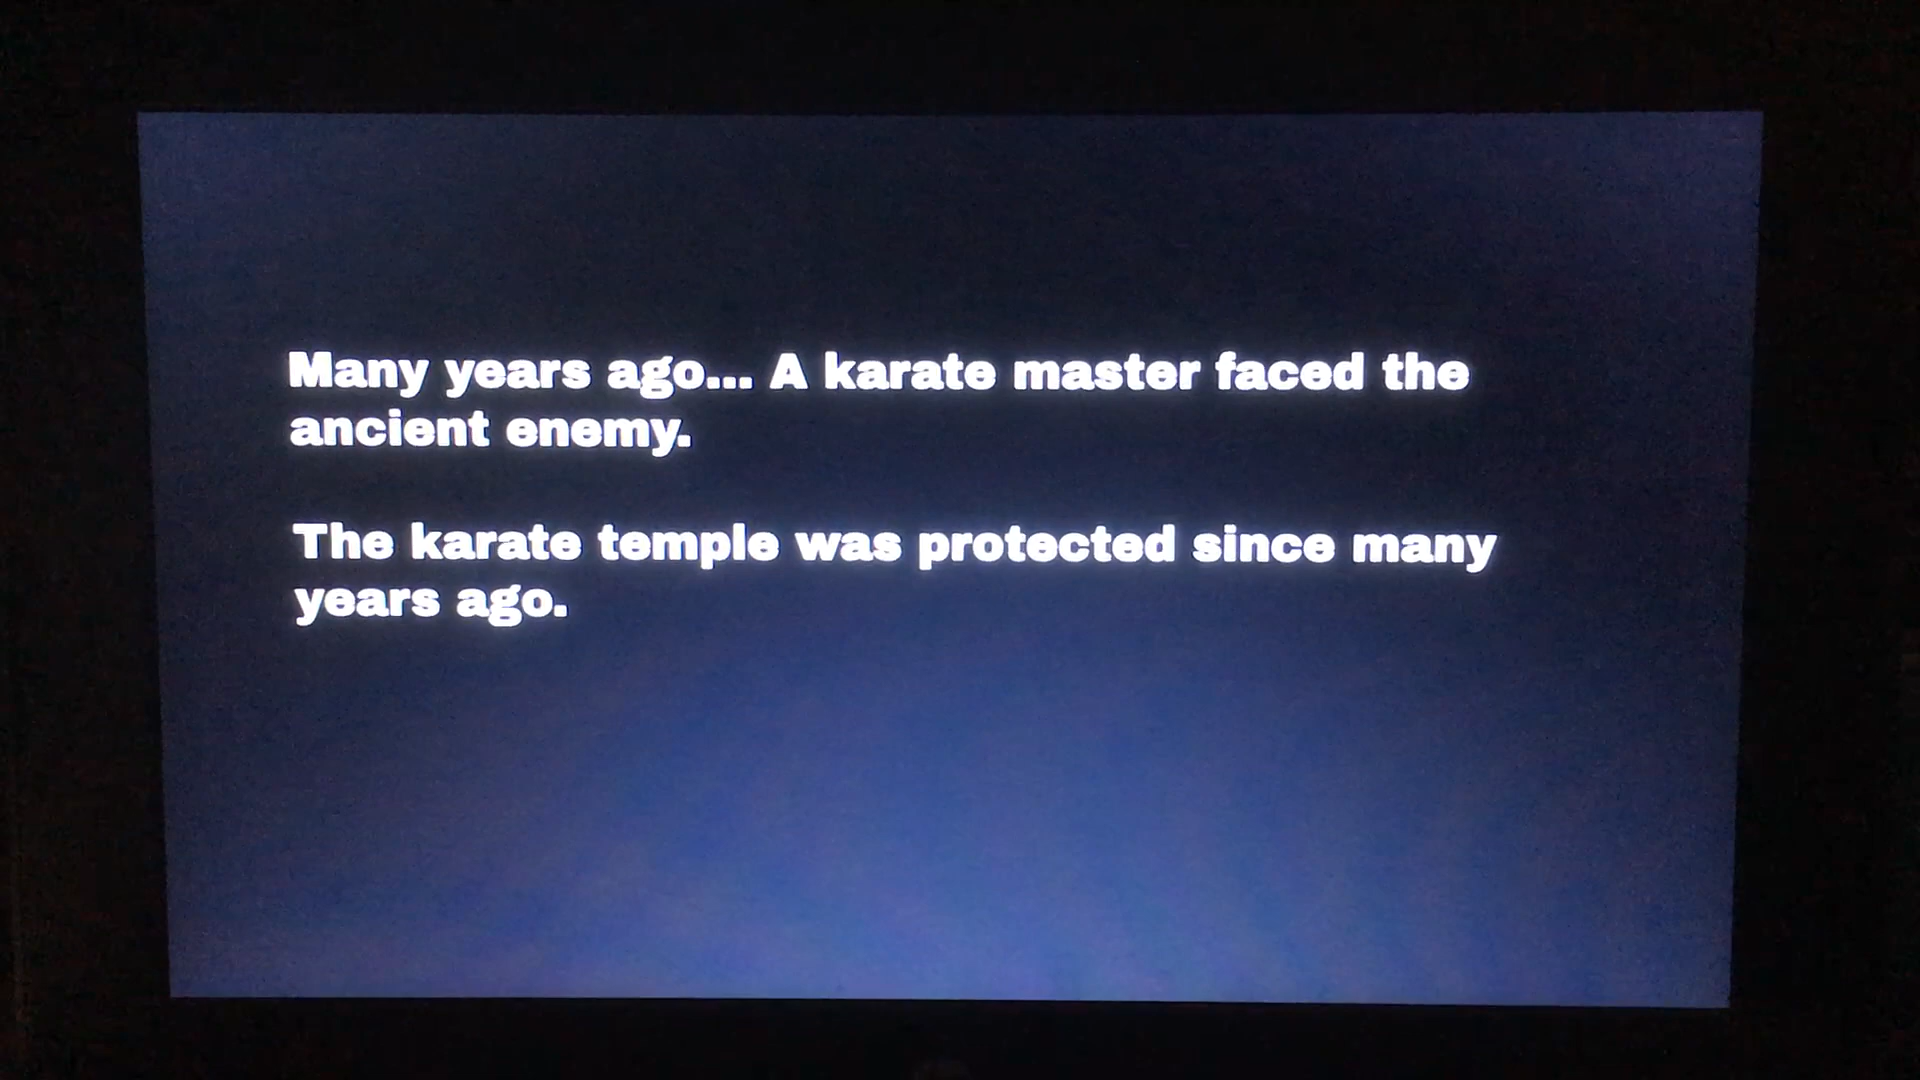 Many years ago... A karate master faced the
ancient enemy.
The karate temple was protected since many
years ago.